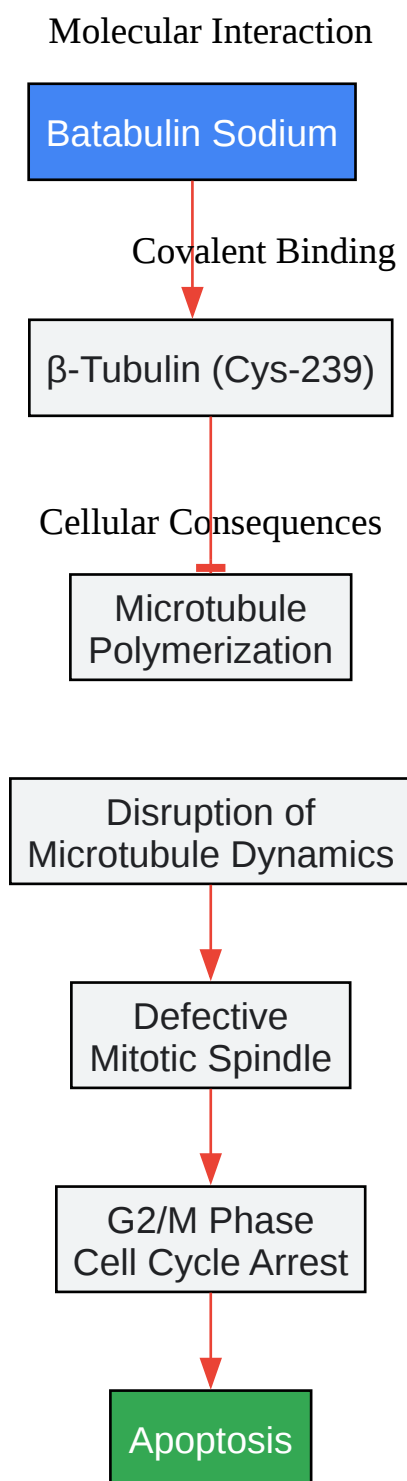 Molecular Interaction
Batabulin Sodium
Covalent Binding
β-Tubulin (Cys-239)
Cellular Consequences
Microtubule
Polymerization
Disruption of
Microtubule Dynamics
Defective
Mitotic Spindle
G2/M Phase
Cell Cycle Arrest
Apoptosis